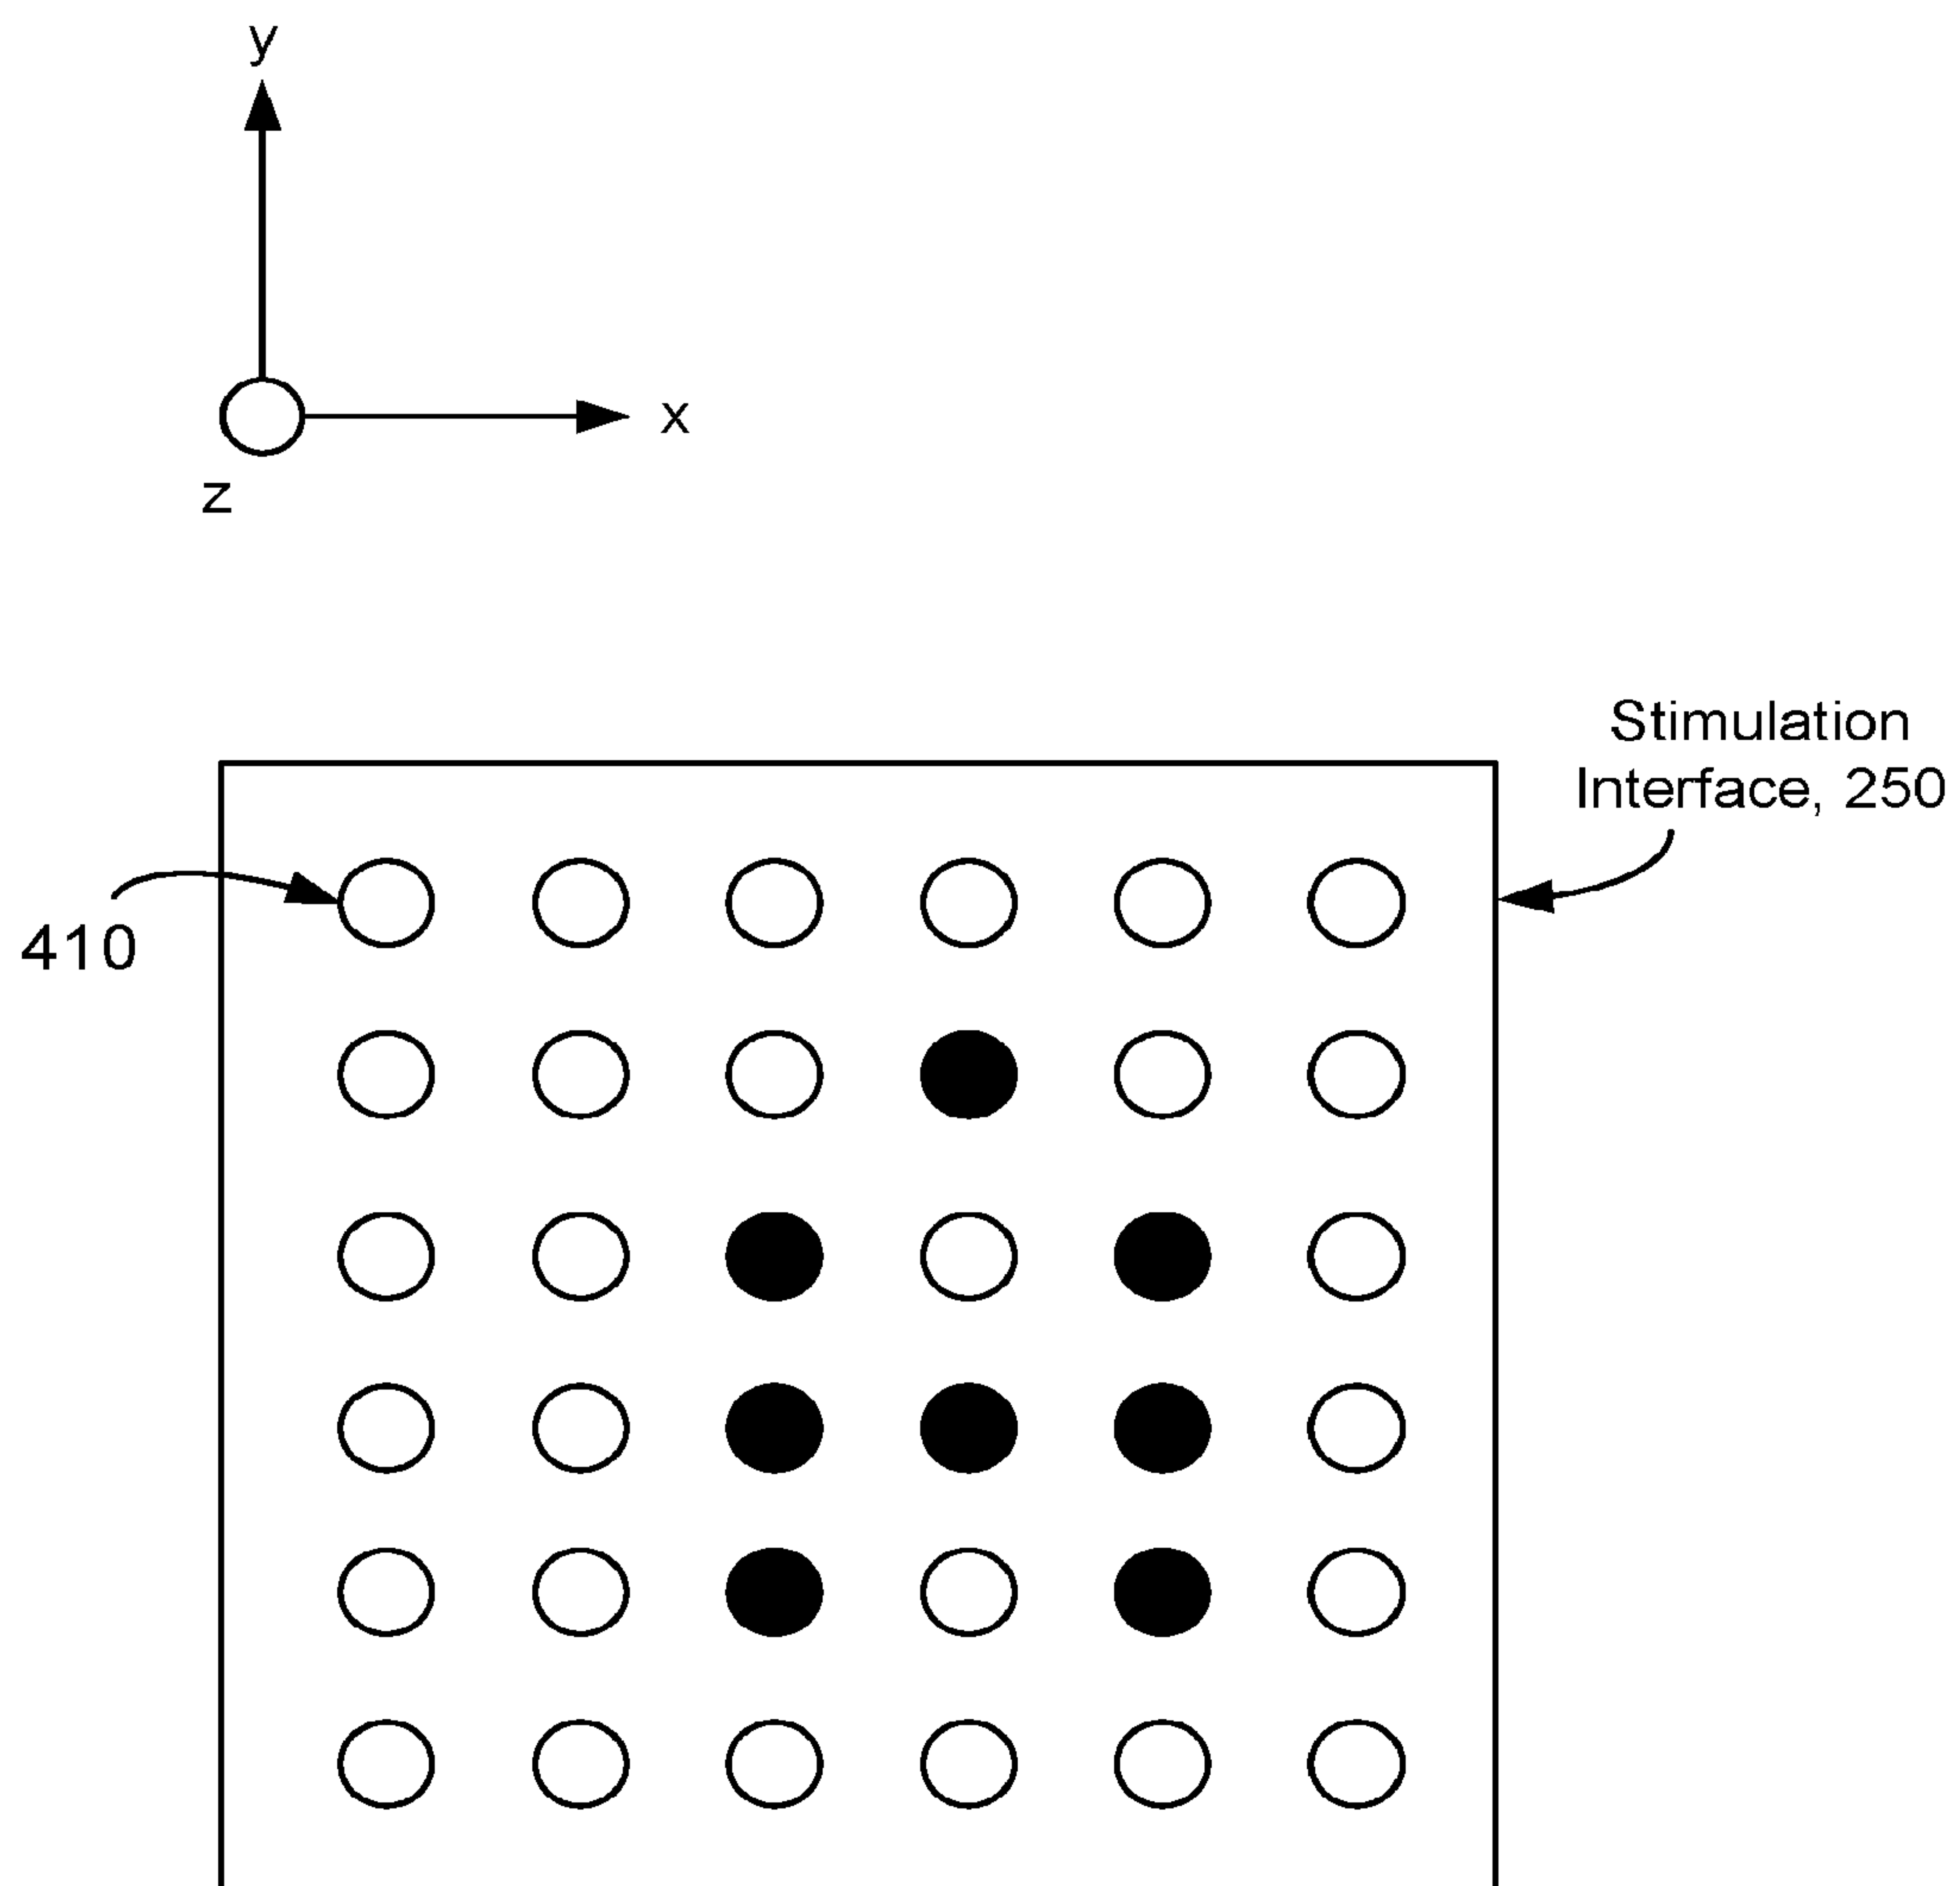 y
x
z
Stimulation
Interface, 250
410